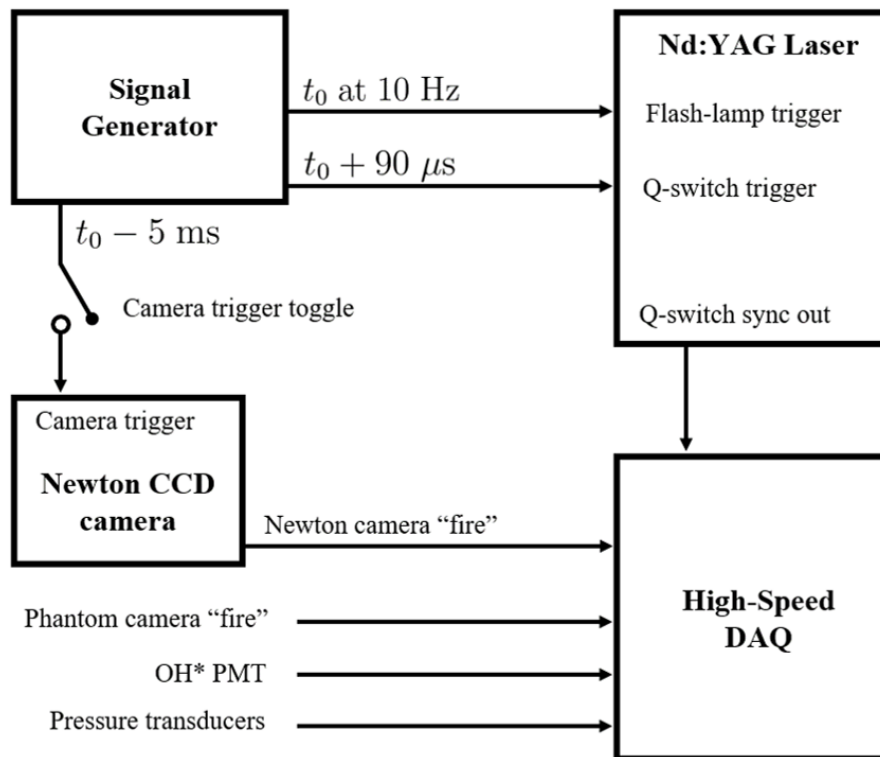 Signal
Generator
t₀ at 10 Hz
t₀ + 90 μs
t₀ − 5 ms
Nd:YAG Laser
Flash-lamp trigger
Q-switch trigger
Q-switch sync out
Camera trigger toggle
Camera trigger
Newton CCD
camera
Newton camera “fire”
Phantom camera “fire”
OH* PMT
Pressure transducers
High-Speed
DAQ